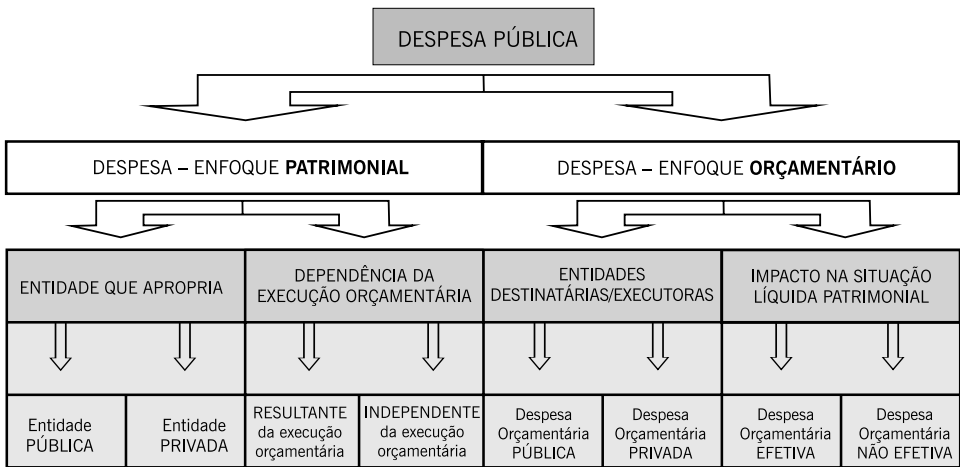 DESPESA PÚBLICA
DESPESA – ENFOQUE PATRIMONIAL
DESPESA – ENFOQUE ORÇAMENTÁRIO
ENTIDADE QUE APROPRIA
DEPENDÊNCIA DA
EXECUÇÃO ORÇAMENTÁRIA
ENTIDADES
DESTINATÁRIAS/EXECUTORAS
IMPACTO NA SITUAÇÃO
LÍQUIDA PATRIMONIAL
Entidade
PÚBLICA
Entidade
PRIVADA
RESULTANTE
da execução
orçamentária
INDEPENDENTE
da execução
orçamentária
Despesa
Orçamentária
PÚBLICA
Despesa
Orçamentária
PRIVADA
Despesa
Orçamentária
EFETIVA
Despesa
Orçamentária
NÃO EFETIVA